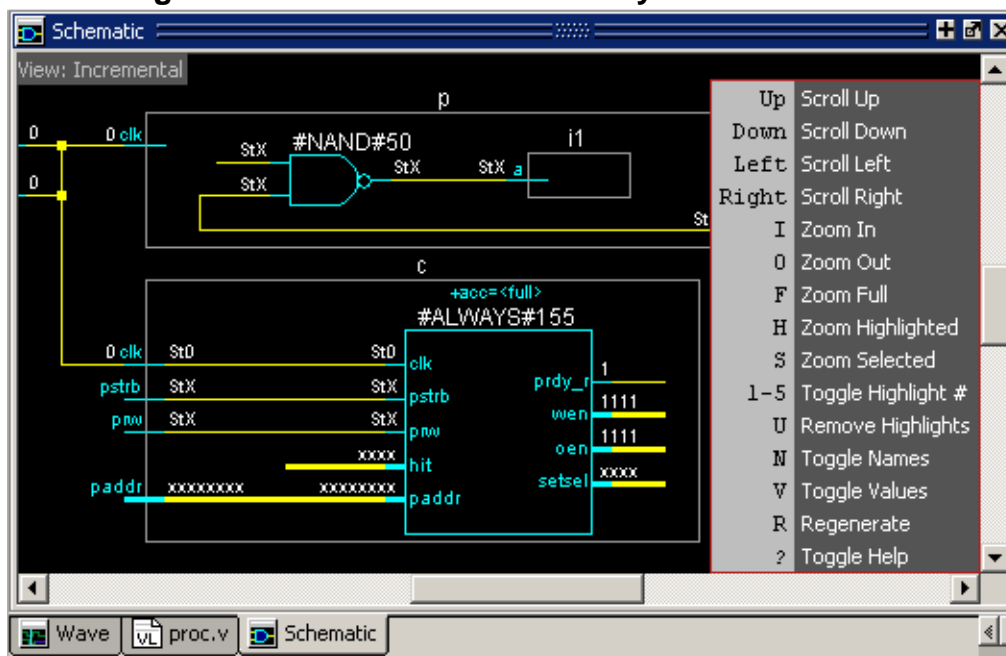 Schematic
View: Incremental
p
0
0 clk
StX
#NAND#50
StX
StX a
i1
0
StX
St
c
+acc=<full>
#ALWAYS#155
0 clk St0 St0 clk
pstrb StX StX pstrb
prw StX StX prw
xxxx hit
paddr xxxxxxxx xxxxxxxx paddr
prdy_r 1
wen 1111
oen 1111
setsel xxxx
Up Scroll Up
Down Scroll Down
Left Scroll Left
Right Scroll Right
I Zoom In
O Zoom Out
F Zoom Full
H Zoom Highlighted
S Zoom Selected
1-5 Toggle Highlight #
U Remove Highlights
N Toggle Names
V Toggle Values
R Regenerate
? Toggle Help
Wave
proc.v
Schematic